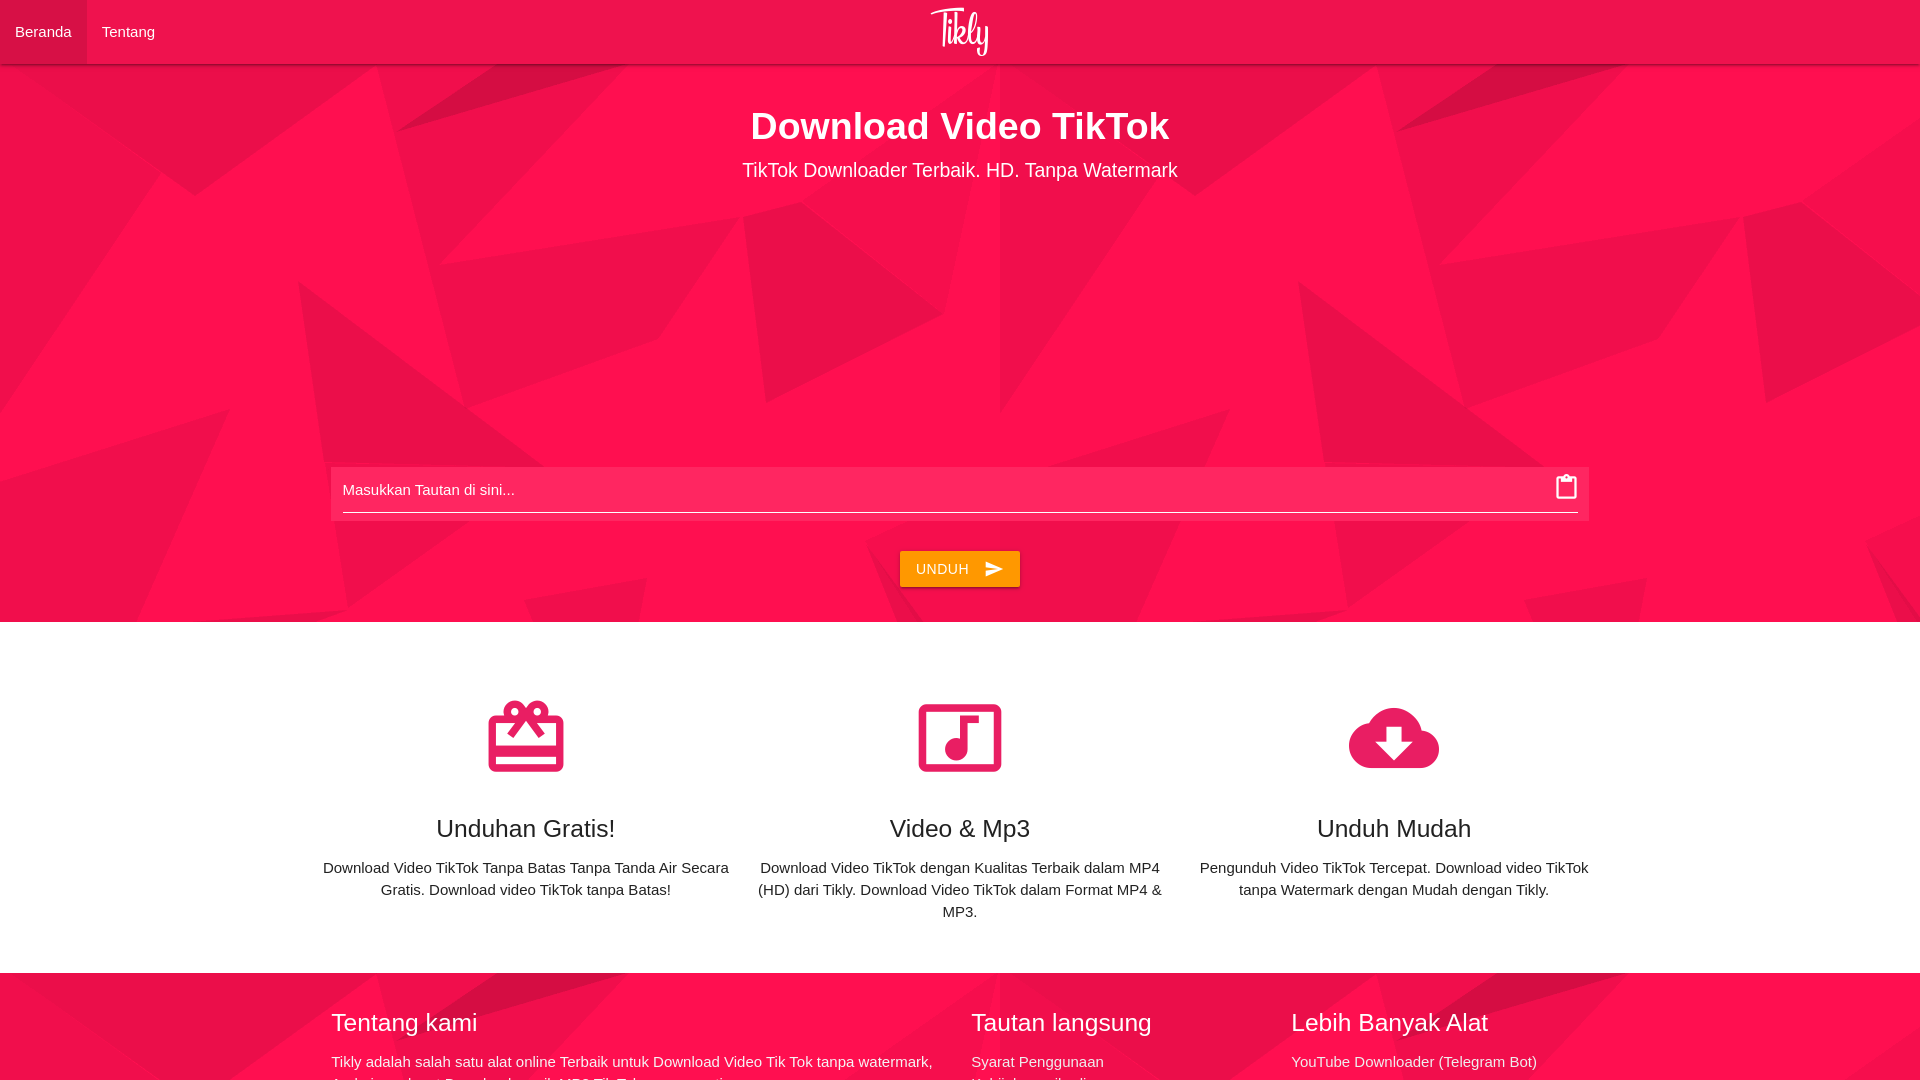 Beranda
Tentang
Tikly
Download Video TikTok
TikTok Downloader Terbaik. HD. Tanpa Watermark
Masukkan Tautan di sini...
UNDUH
Unduhan Gratis!
Download Video TikTok Tanpa Batas Tanpa Tanda Air Secara
Gratis. Download video TikTok tanpa Batas!
Video & Mp3
Download Video TikTok dengan Kualitas Terbaik dalam MP4
(HD) dari Tikly. Download Video TikTok dalam Format MP4 &
MP3.
Unduh Mudah
Pengunduh Video TikTok Tercepat. Download video TikTok
tanpa Watermark dengan Mudah dengan Tikly.
Tentang kami
Tikly adalah salah satu alat online Terbaik untuk Download Video Tik Tok tanpa watermark,
Tautan langsung
Syarat Penggunaan
Lebih Banyak Alat
YouTube Downloader (Telegram Bot)